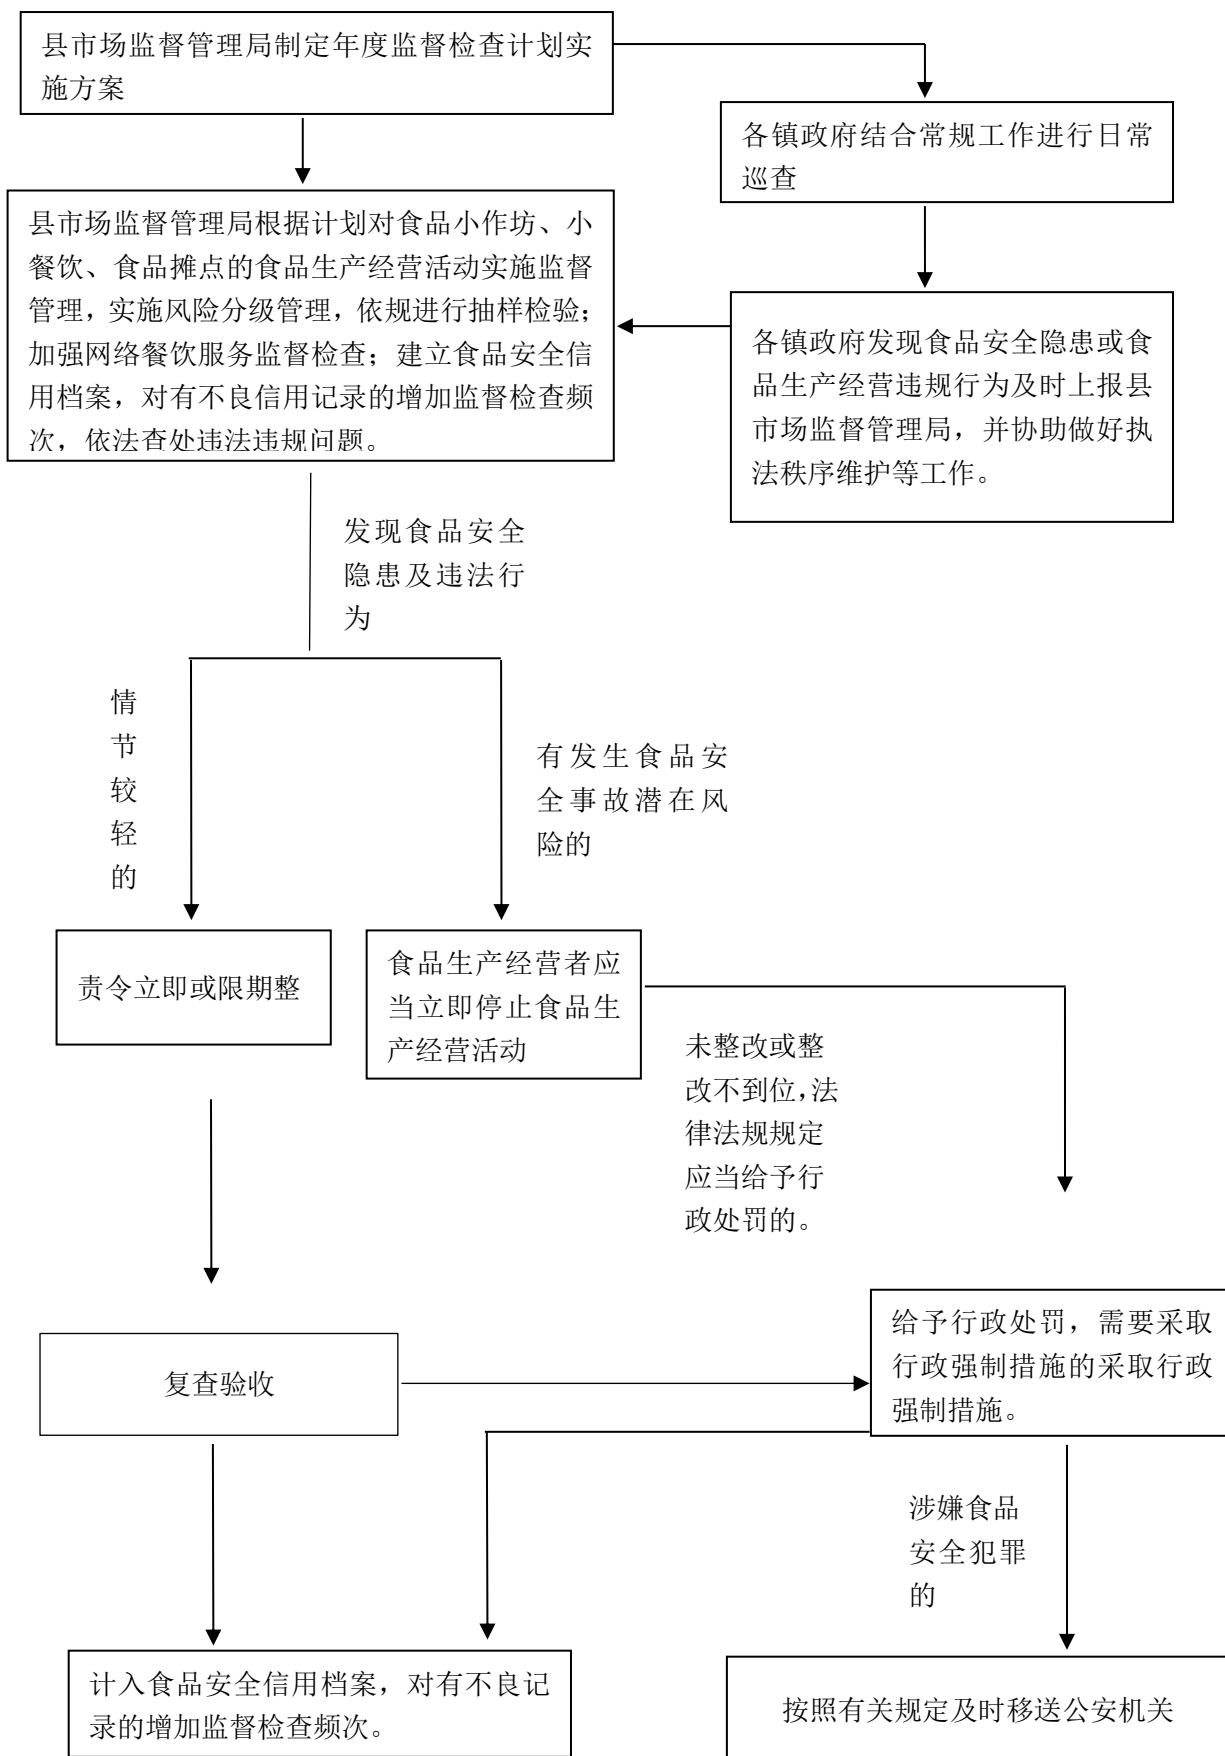 县市场监督管理局制定年度监督检查计划实
施方案
各镇政府结合常规工作进行日常
巡查
县市场监督管理局根据计划对食品小作坊、小
餐饮、食品摊点的食品生产经营活动实施监督
管理，实施风险分级管理，依规进行抽样检验；
加强网络餐饮服务监督检查；建立食品安全信
用档案，对有不良信用记录的增加监督检查频
次，依法查处违法违规问题。
各镇政府发现食品安全隐患或食
品生产经营违规行为及时上报县
市场监督管理局，并协助做好执
法秩序维护等工作。
发现食品安全
隐患及违法行
为
情
节
较
轻
的
有发生食品安
全事故潜在风
险的
责令立即或限期整
食品生产经营者应
当立即停止食品生
产经营活动
未整改或整
改不到位，法
律法规规定
应当给予行
政处罚的。
复查验收
给予行政处罚，需要采取
行政强制措施的采取行政
强制措施。
涉嫌食品
安全犯罪
的
计入食品安全信用档案，对有不良记
录的增加监督检查频次。
按照有关规定及时移送公安机关